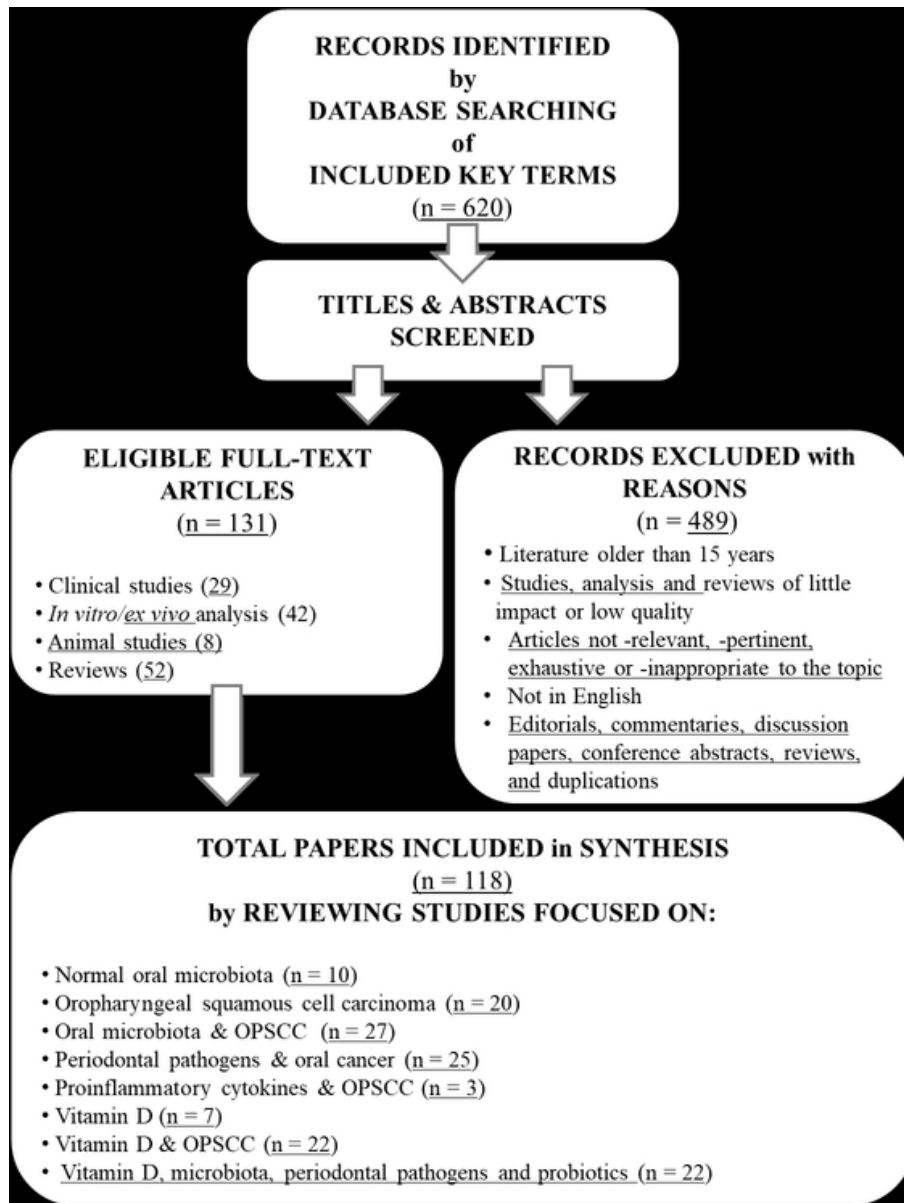 RECORDS IDENTIFIED
by
DATABASE SEARCHING
of
INCLUDED KEY TERMS
(n = 620)
TITLES & ABSTRACTS
SCREENED
ELIGIBLE FULL-TEXT
ARTICLES
(n = 131)
• Clinical studies (29)
• In vitro/ex vivo analysis (42)
• Animal studies (8)
• Reviews (52)
RECORDS EXCLUDED with
REASONS
(n = 489)
• Literature older than 15 years
• Studies, analysis and reviews of little
impact or low quality
• Articles not -relevant, -pertinent,
exhaustive or -inappropriate to the topic
• Not in English
• Editorials, commentaries, discussion
papers, conference abstracts, reviews,
and duplications
TOTAL PAPERS INCLUDED in SYNTHESIS
(n = 118)
by REVIEWING STUDIES FOCUSED ON:
• Normal oral microbiota (n = 10)
• Oropharyngeal squamous cell carcinoma (n = 20)
• Oral microbiota & OPSCC (n = 27)
• Periodontal pathogens & oral cancer (n = 25)
• Proinflammatory cytokines & OPSCC (n = 3)
• Vitamin D (n = 7)
• Vitamin D & OPSCC (n = 22)
• Vitamin D, microbiota, periodontal pathogens and probiotics (n = 22)